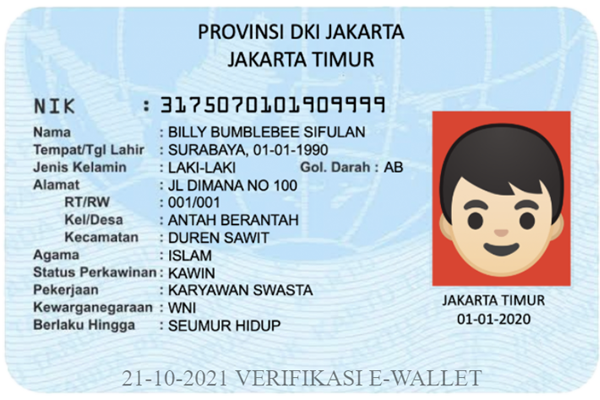 PROVINSI DKI JAKARTA
JAKARTA TIMUR
NIK : 3175070101909999
Nama : BILLY BUMBLEBEE SIFULAN
Tempat/Tgl Lahir : SURABAYA, 01-01-1990
Jenis Kelamin : LAKI-LAKI Gol. Darah : AB
Alamat : JL DIMANA NO 100
RT/RW : 001/001
Kel/Desa : ANTAH BERANTAH
Kecamatan : DUREN SAWIT
Agama : ISLAM
Status Perkawinan : KAWIN
Pekerjaan : KARYAWAN SWASTA
Kewarganegaraan : WNI
Berlaku Hingga : SEUMUR HIDUP
JAKARTA TIMUR
01-01-2020
21-10-2021 VERIFIKASI E-WALLET